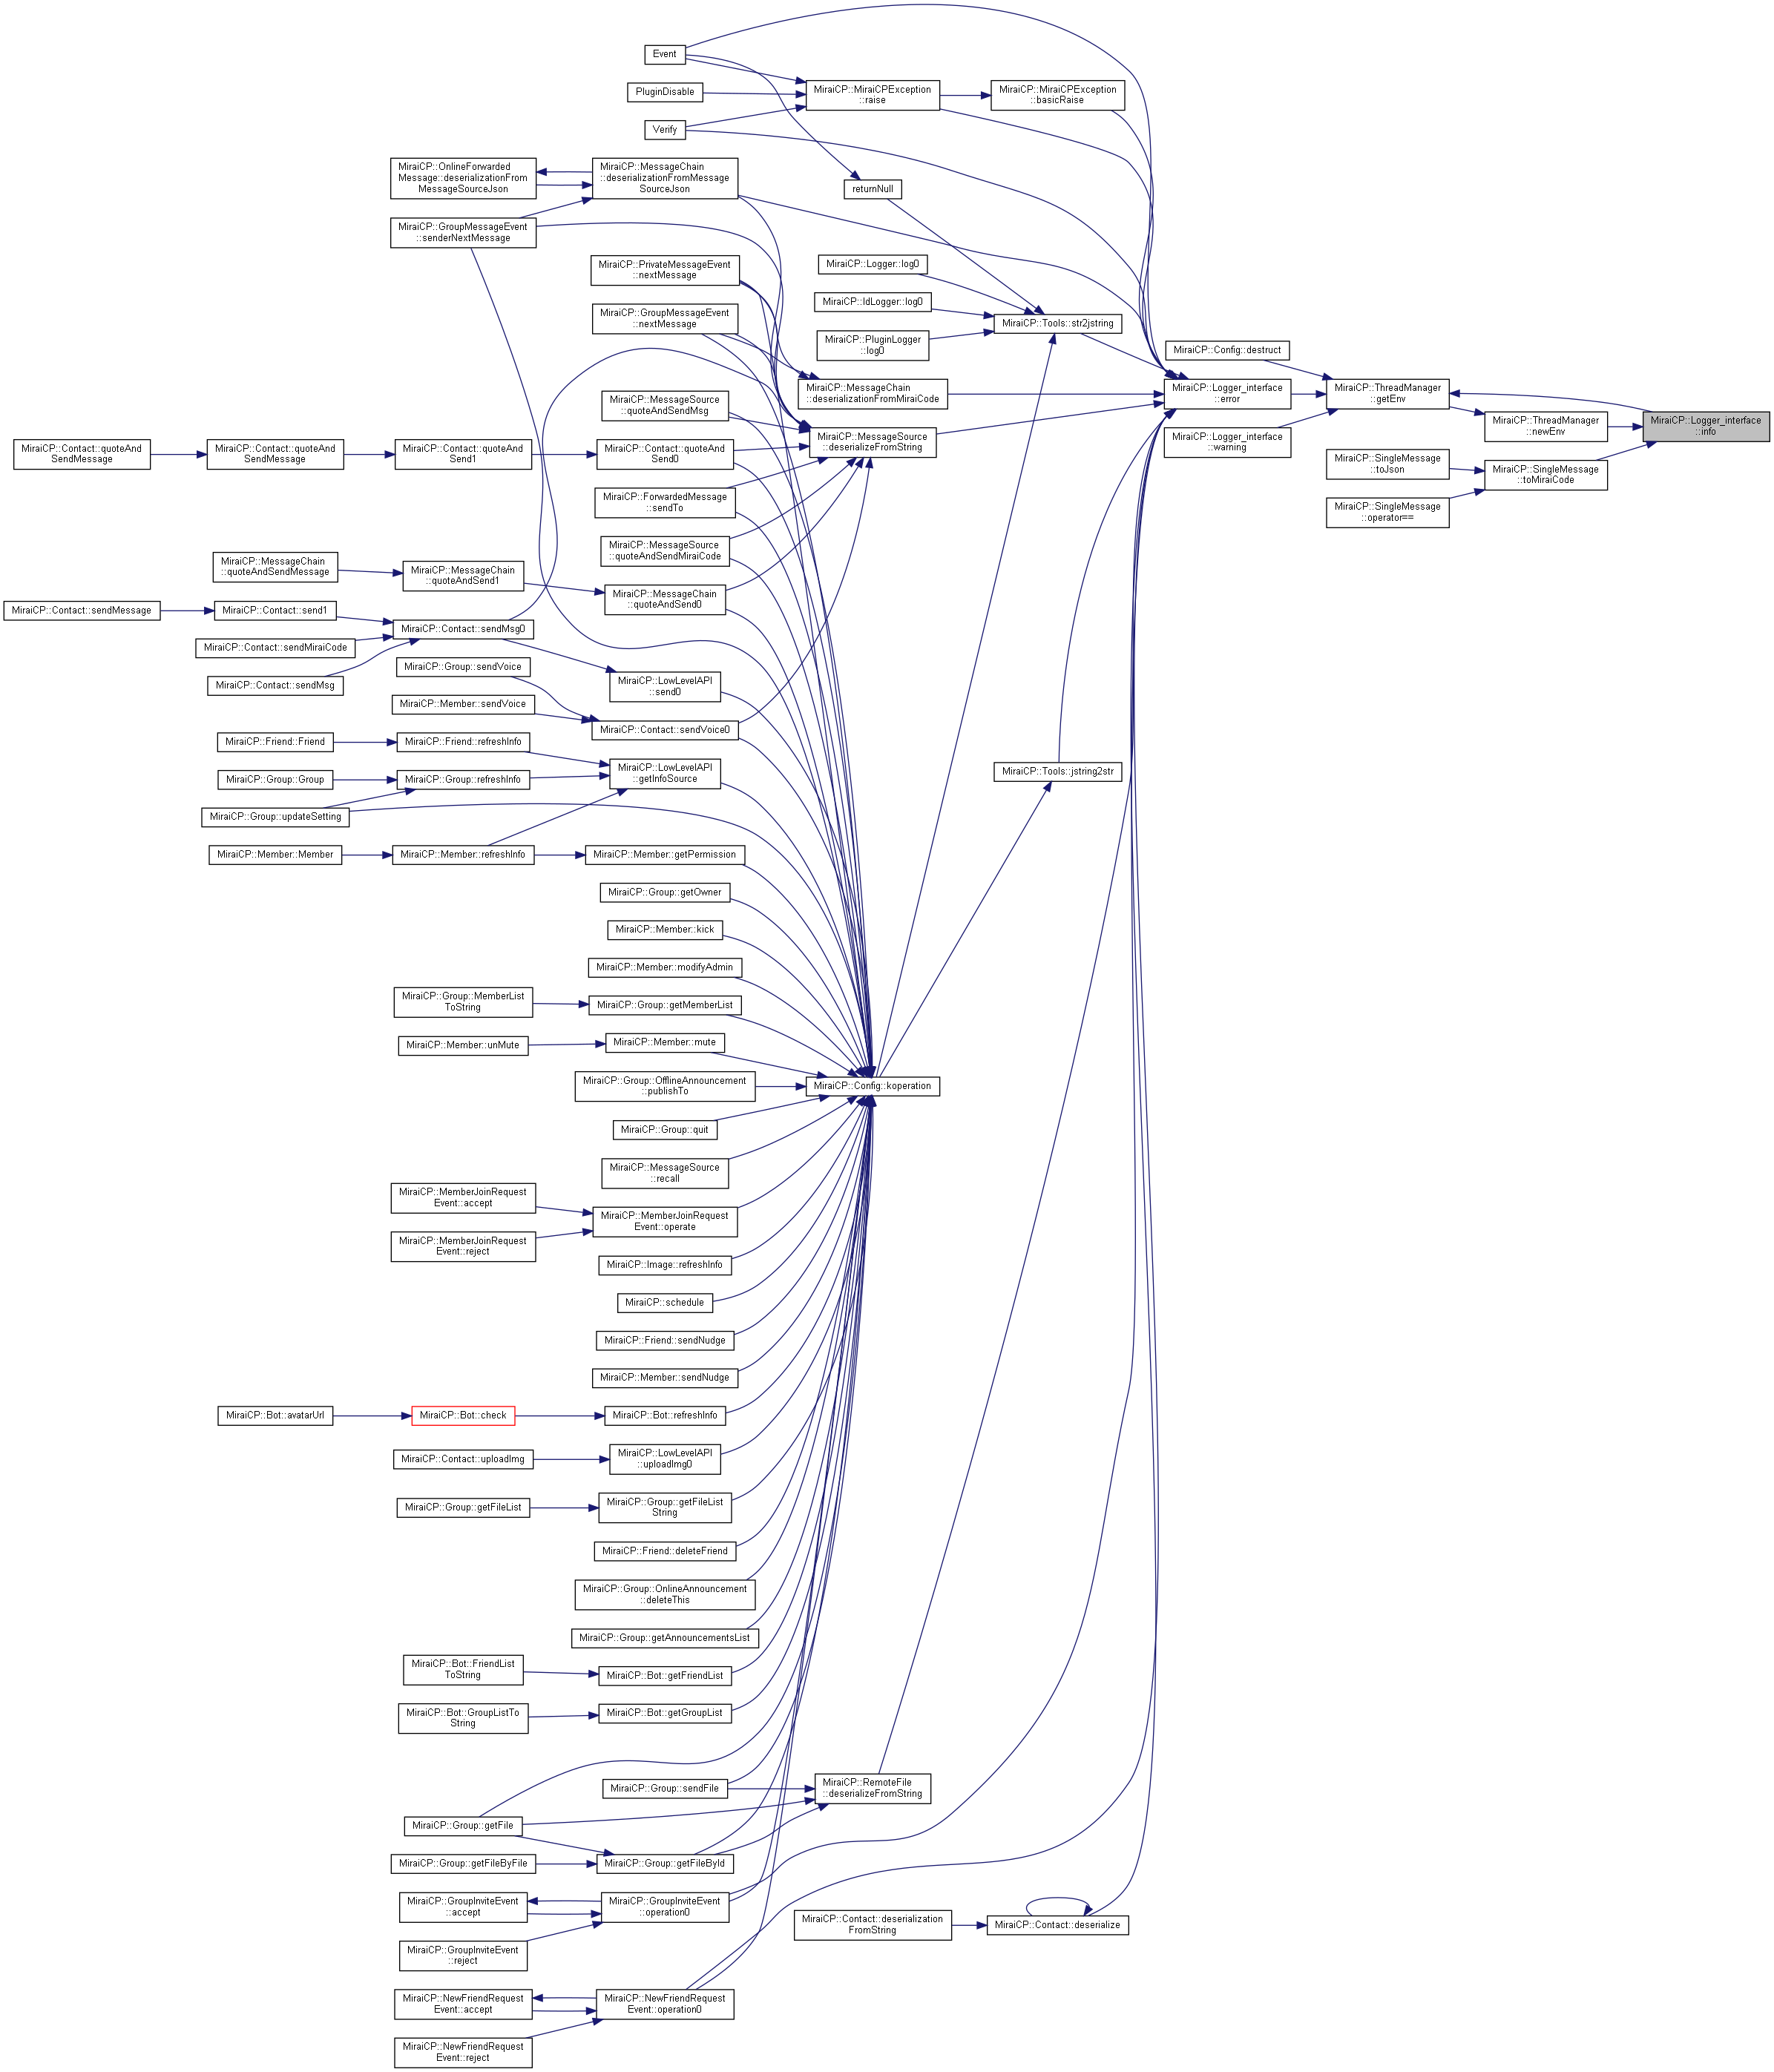 Event
PluginDisable
MiraiCP::MiraiCPException
::raise
MiraiCP::MiraiCPException
::basicRaise
Verify
MiraiCP::OnlineForwarded
Message::deserializationFrom
MessageSourceJson
MiraiCP::MessageChain
::deserializationFromMessage
SourceJson
returnNull
MiraiCP::GroupMessageEvent
::senderNextMessage
MiraiCP::PrivateMessageEvent
::nextMessage
MiraiCP::Logger::log0
MiraiCP::IdLogger::log0
MiraiCP::GroupMessageEvent
::nextMessage
MiraiCP::Tools::str2jstring
MiraiCP::PluginLogger
::log0
MiraiCP::Config::destruct
MiraiCP::MessageChain
::deserializationFromMiraiCode
MiraiCP::Logger_interface
::error
MiraiCP::ThreadManager
::getEnv
MiraiCP::MessageSource
::quoteAndSendMsg
MiraiCP::ThreadManager
::newEnv
MiraiCP::Logger_interface
::info
MiraiCP::MessageSource
::deserializeFromString
MiraiCP::Logger_interface
::warning
MiraiCP::Contact::quoteAnd
SendMessage
MiraiCP::Contact::quoteAnd
SendMessage
MiraiCP::Contact::quoteAnd
Send1
MiraiCP::Contact::quoteAnd
Send0
MiraiCP::SingleMessage
::toJson
MiraiCP::SingleMessage
::toMiraiCode
MiraiCP::ForwardedMessage
::sendTo
MiraiCP::SingleMessage
::operator==
MiraiCP::MessageSource
::quoteAndSendMiraiCode
MiraiCP::MessageChain
::quoteAndSendMessage
MiraiCP::MessageChain
::quoteAndSend1
MiraiCP::MessageChain
::quoteAndSend0
MiraiCP::Contact::sendMessage
MiraiCP::Contact::send1
MiraiCP::Contact::sendMsg0
MiraiCP::Contact::sendMiraiCode
MiraiCP::Group::sendVoice
MiraiCP::Contact::sendMsg
MiraiCP::LowLevelAPI
::send0
MiraiCP::Member::sendVoice
MiraiCP::Contact::sendVoice0
MiraiCP::Friend::Friend
MiraiCP::Friend::refreshInfo
MiraiCP::LowLevelAPI
::getInfoSource
MiraiCP::Tools::jstring2str
MiraiCP::Group::Group
MiraiCP::Group::refreshInfo
MiraiCP::Group::updateSetting
MiraiCP::Member::Member
MiraiCP::Member::refreshInfo
MiraiCP::Member::getPermission
MiraiCP::Group::getOwner
MiraiCP::Member::kick
MiraiCP::Member::modifyAdmin
MiraiCP::Group::MemberList
ToString
MiraiCP::Group::getMemberList
MiraiCP::Member::unMute
MiraiCP::Member::mute
MiraiCP::Group::OfflineAnnouncement
::publishTo
MiraiCP::Config::koperation
MiraiCP::Group::quit
MiraiCP::MessageSource
::recall
MiraiCP::MemberJoinRequest
Event::accept
MiraiCP::MemberJoinRequest
Event::operate
MiraiCP::MemberJoinRequest
Event::reject
MiraiCP::Image::refreshInfo
MiraiCP::schedule
MiraiCP::Friend::sendNudge
MiraiCP::Member::sendNudge
MiraiCP::Bot::avatarUrl
MiraiCP::Bot::check
MiraiCP::Bot::refreshInfo
MiraiCP::Contact::uploadImg
MiraiCP::LowLevelAPI
::uploadImg0
MiraiCP::Group::getFileList
MiraiCP::Group::getFileList
String
MiraiCP::Friend::deleteFriend
MiraiCP::Group::OnlineAnnouncement
::deleteThis
MiraiCP::Group::getAnnouncementsList
MiraiCP::Bot::FriendList
ToString
MiraiCP::Bot::getFriendList
MiraiCP::Bot::GroupListTo
String
MiraiCP::Bot::getGroupList
MiraiCP::Group::sendFile
MiraiCP::RemoteFile
::deserializeFromString
MiraiCP::Group::getFile
MiraiCP::Group::getFileByFile
MiraiCP::Group::getFileById
MiraiCP::GroupInviteEvent
::accept
MiraiCP::GroupInviteEvent
::operation0
MiraiCP::Contact::deserialization
FromString
MiraiCP::Contact::deserialize
MiraiCP::GroupInviteEvent
::reject
MiraiCP::NewFriendRequest
Event::accept
MiraiCP::NewFriendRequest
Event::operation0
MiraiCP::NewFriendRequest
Event::reject